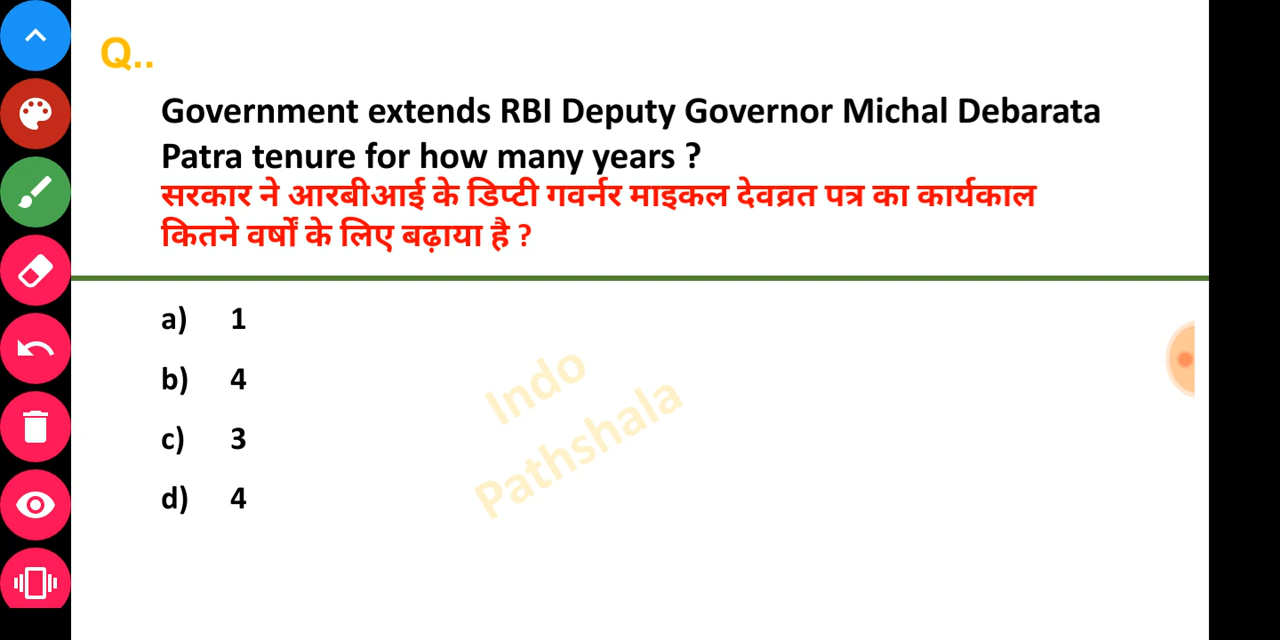 Q..
Government extends RBI Deputy Governor Michal Debarata
Patra tenure for how many years ?
सरकार ने आरबीआई के डिप्टी गवर्नर माइकल देवव्रत पत्र का कार्यकाल
कितने वर्षों के लिए बढ़ाया है ?
a) 1
b) 4
c) 3
d) 4
Indo
Pathshala